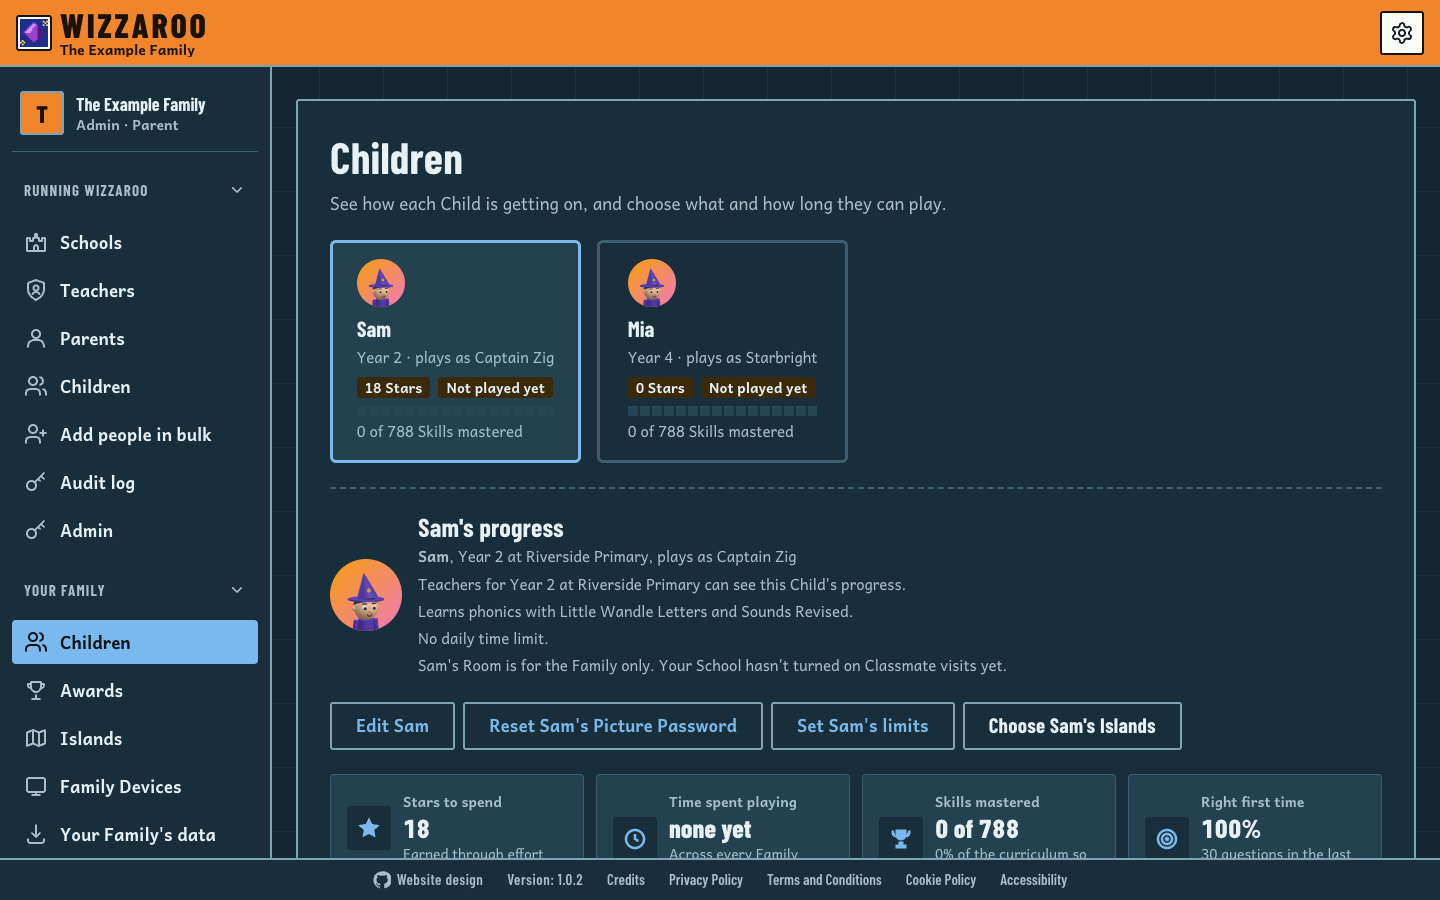 WIZZAROO
The Example Family
T
The Example Family
Admin · Parent
RUNNING WIZZAROO
Schools
Teachers
Parents
Children
Add people in bulk
Audit log
Admin
YOUR FAMILY
Children
Awards
Islands
Family Devices
Your Family's data
Children
See how each Child is getting on, and choose what and how long they can play.
Sam
Year 2 · plays as Captain Zig
18 Stars
Not played yet
0 of 788 Skills mastered
Mia
Year 4 · plays as Starbright
0 Stars
Not played yet
0 of 788 Skills mastered
Sam's progress
Sam, Year 2 at Riverside Primary, plays as Captain Zig
Teachers for Year 2 at Riverside Primary can see this Child's progress.
Learns phonics with Little Wandle Letters and Sounds Revised.
No daily time limit.
Sam's Room is for the Family only. Your School hasn't turned on Classmate visits yet.
Edit Sam
Reset Sam's Picture Password
Set Sam's limits
Choose Sam's Islands
Stars to spend
18
Earned through effort
Time spent playing
none yet
Across every Family
Skills mastered
0 of 788
0% of the curriculum so
Right first time
100%
30 questions in the last
Website design
Version: 1.0.2
Credits
Privacy Policy
Terms and Conditions
Cookie Policy
Accessibility